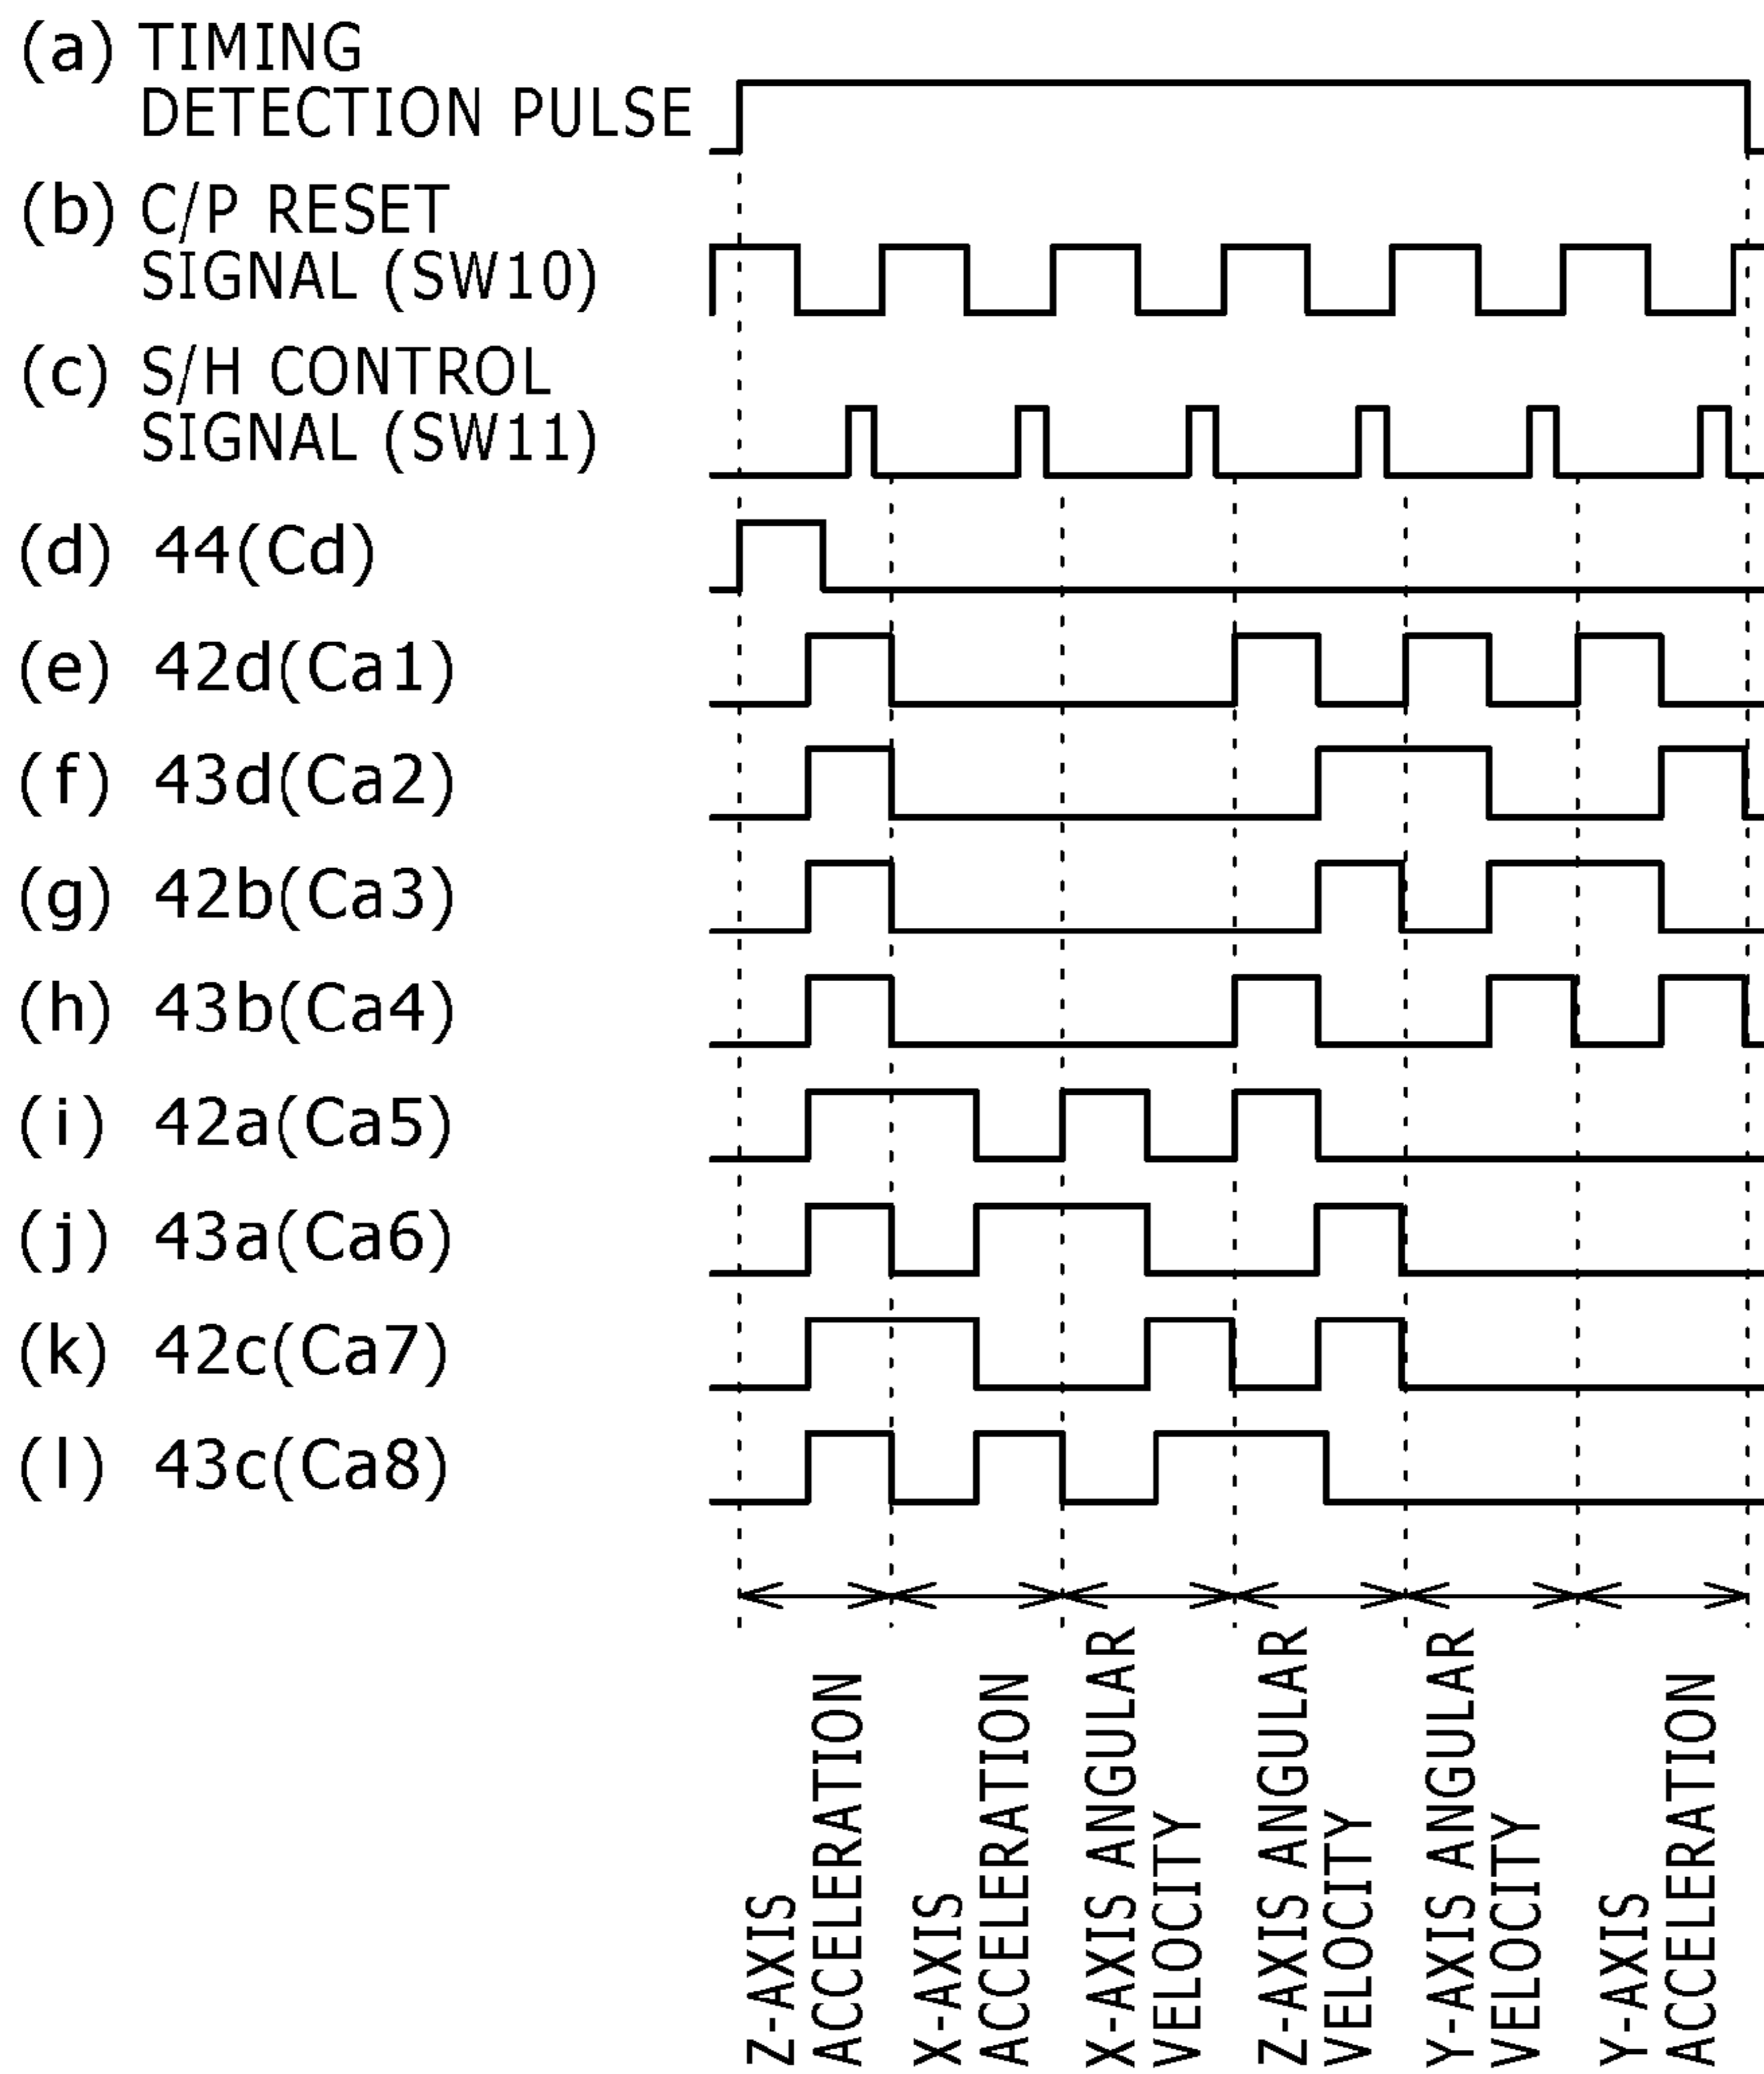 (a) TIMING
DETECTION PULSE
(b) C/P RESET
SIGNAL (SW10)
(c) S/H CONTROL
SIGNAL (SW11)
(d) 44(Cd)
(e) 42d(Ca1)
(f) 43d(Ca2)
(g) 42b(Ca3)
(h) 43b(Ca4)
(i) 42a(Ca5)
(j) 43a(Ca6)
(k) 42c(Ca7)
(l) 43c(Ca8)
Z-AXIS
ACCELERATION
X-AXIS
ACCELERATION
X-AXIS ANGULAR
VELOCITY
Z-AXIS ANGULAR
VELOCITY
Y-AXIS ANGULAR
VELOCITY
Y-AXIS
ACCELERATION